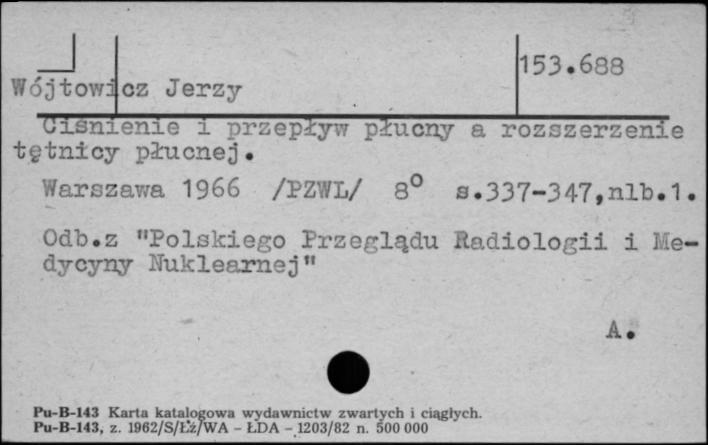 153.688
Wójtowicz Jerzy
Ciśnienie i przepływ płucny a rozszerzenie
tętnicy płucnej.
Warszawa 1966 /PZWL/ 8° s.337-347,nlb.1.
Odb.z "Polskiego Przeglądu Radiologii i Me-
dycyny Nuklearnej"
A.
Pu-B-143 Karta katalogowa wydawnictw zwartych i ciągłych.
Pu-B-143, z. 1962/S/Łź/WA - ŁDA - 1203/82 n. 500 000